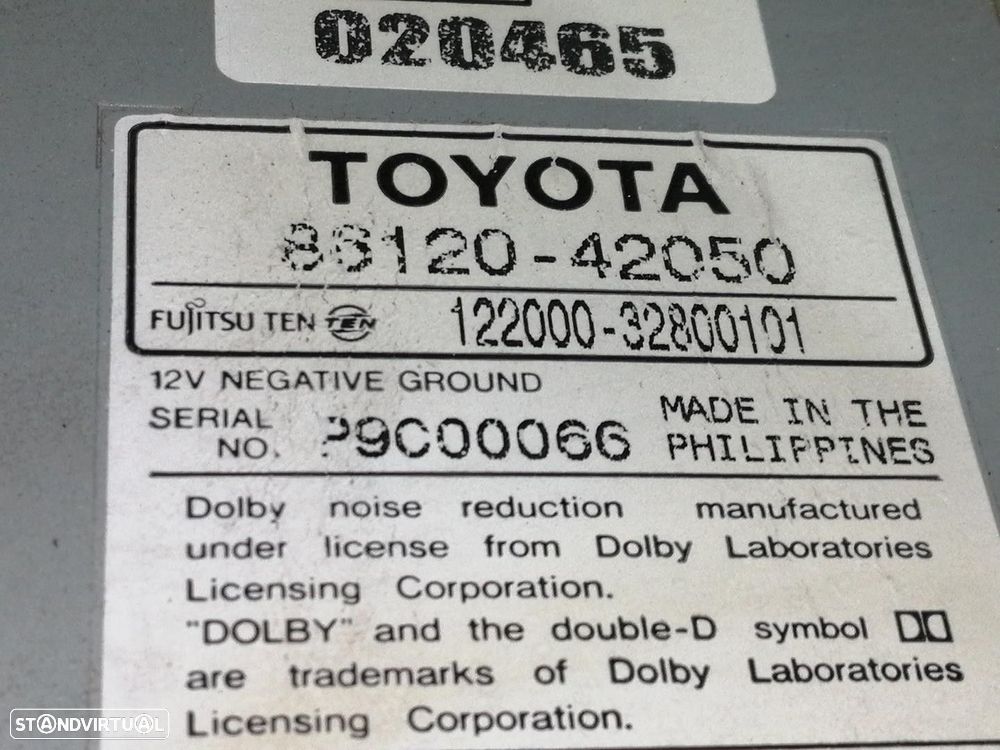 020465
TOYOTA
86120-42050
FUJITSU TEN TEN 122000-32800101
12V NEGATIVE GROUND
SERIAL NO. P9C00066 MADE IN THE PHILIPPINES
Dolby noise reduction manufactured
under license from Dolby Laboratories
Licensing Corporation.
"DOLBY" and the double-D symbol
are trademarks of Dolby Laboratories
Licensing Corporation.
STANDVIRTUAL